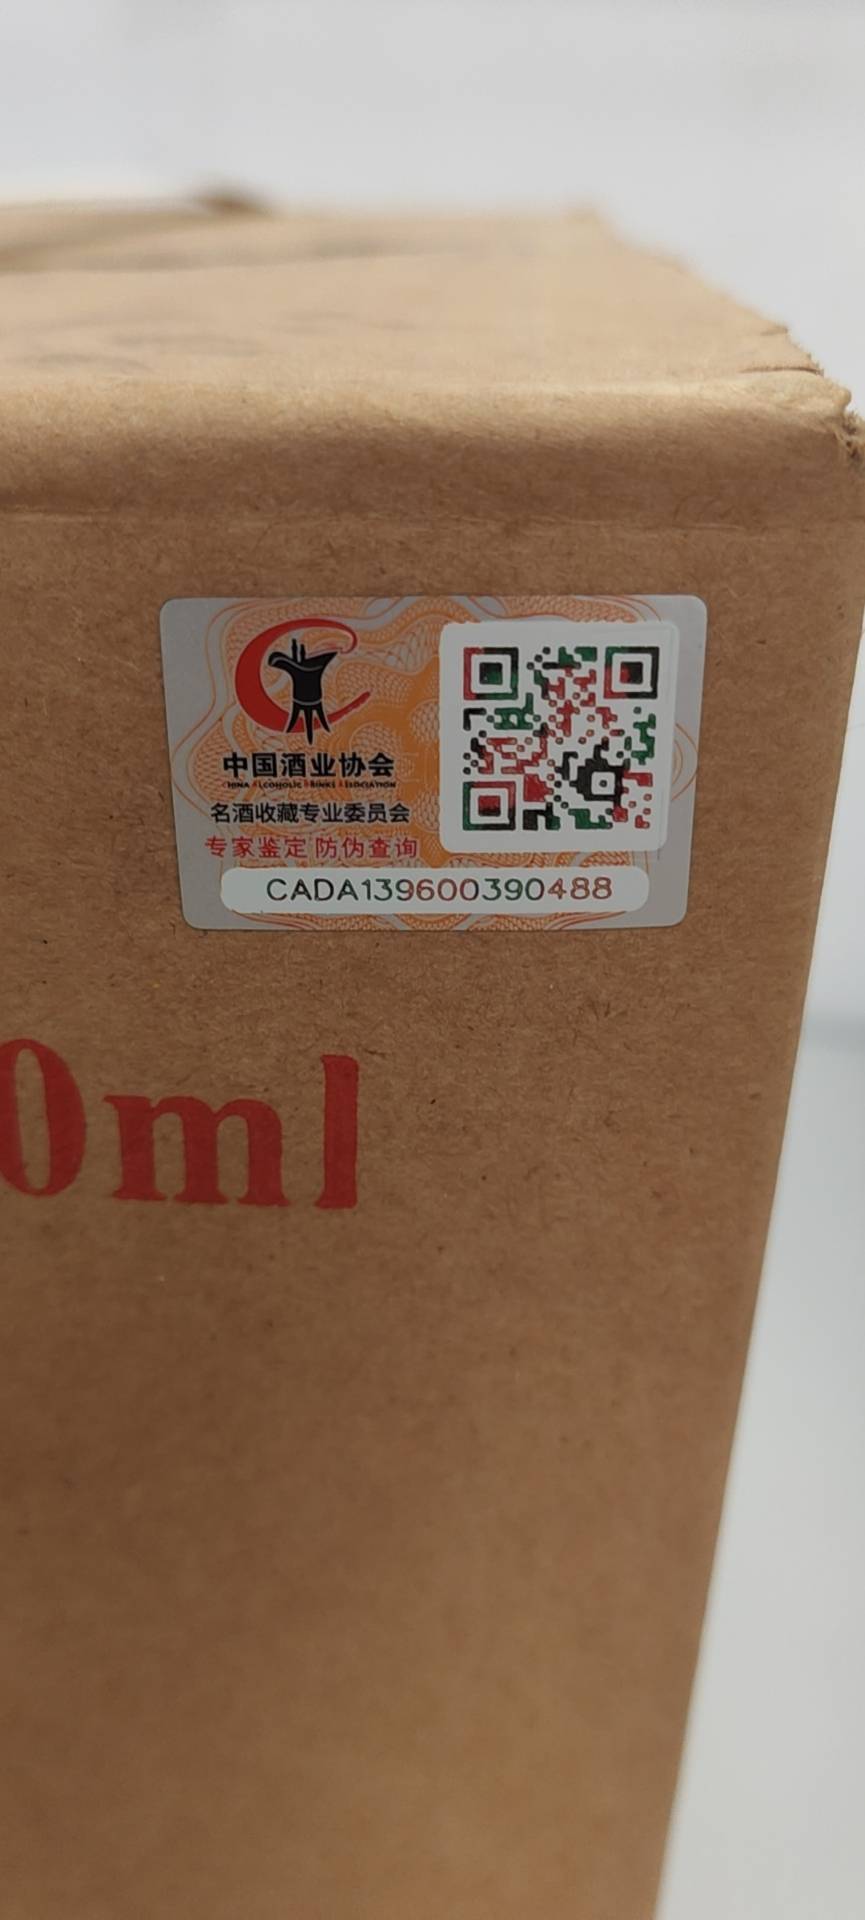 中国酒业协会
CHINA ALCOHOLIC DRINKS ASSOCIATION
名酒收藏专业委员会
专家鉴定 防伪查询
CADA139600390488
0ml